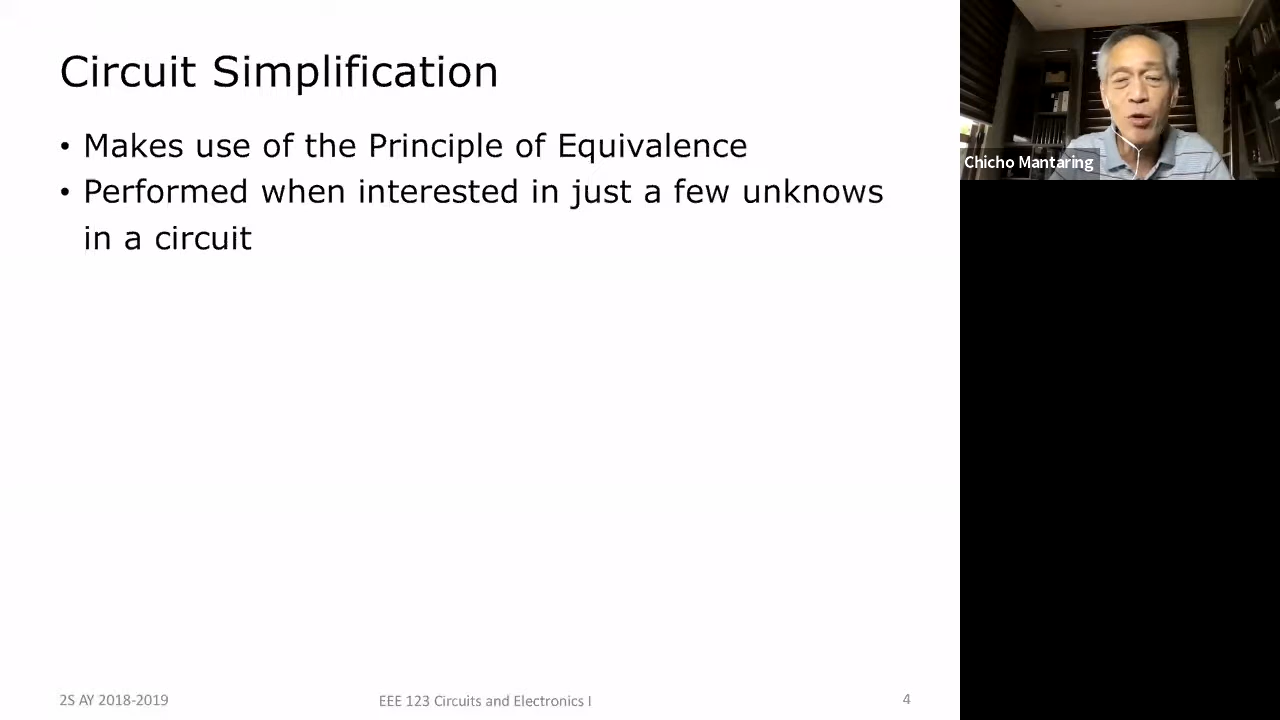 Circuit Simplification
• Makes use of the Principle of Equivalence
• Performed when interested in just a few unknows
in a circuit
Chicho Mantaring
2S AY 2018-2019
EEE 123 Circuits and Electronics I
4